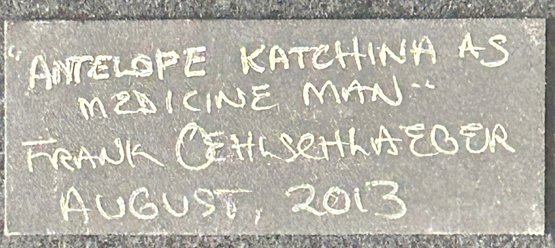 "ANTELOPE KATCHINA AS
MEDICINE MAN"
FRANK OEHLSCHLAEGER
AUGUST, 2013